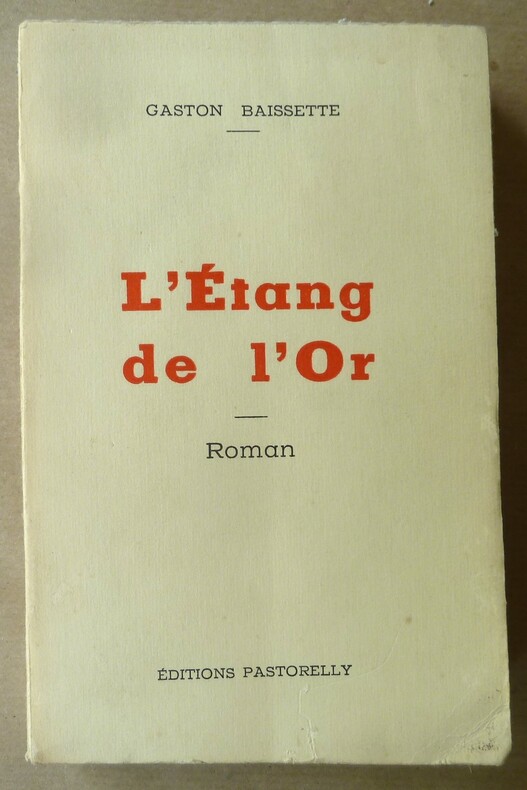 GASTON BAISSETTE
L'Étang
de l'Or
Roman
ÉDITIONS PASTORELLY